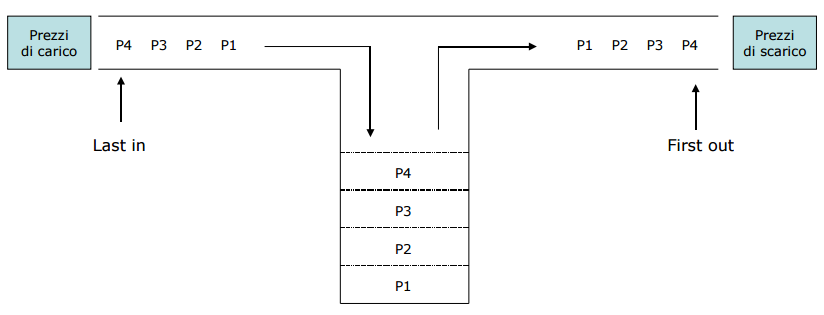 Prezzi
di carico
P4 P3 P2 P1
P1 P2 P3 P4
Prezzi
di scarico
Last in
First out
P4
P3
P2
P1